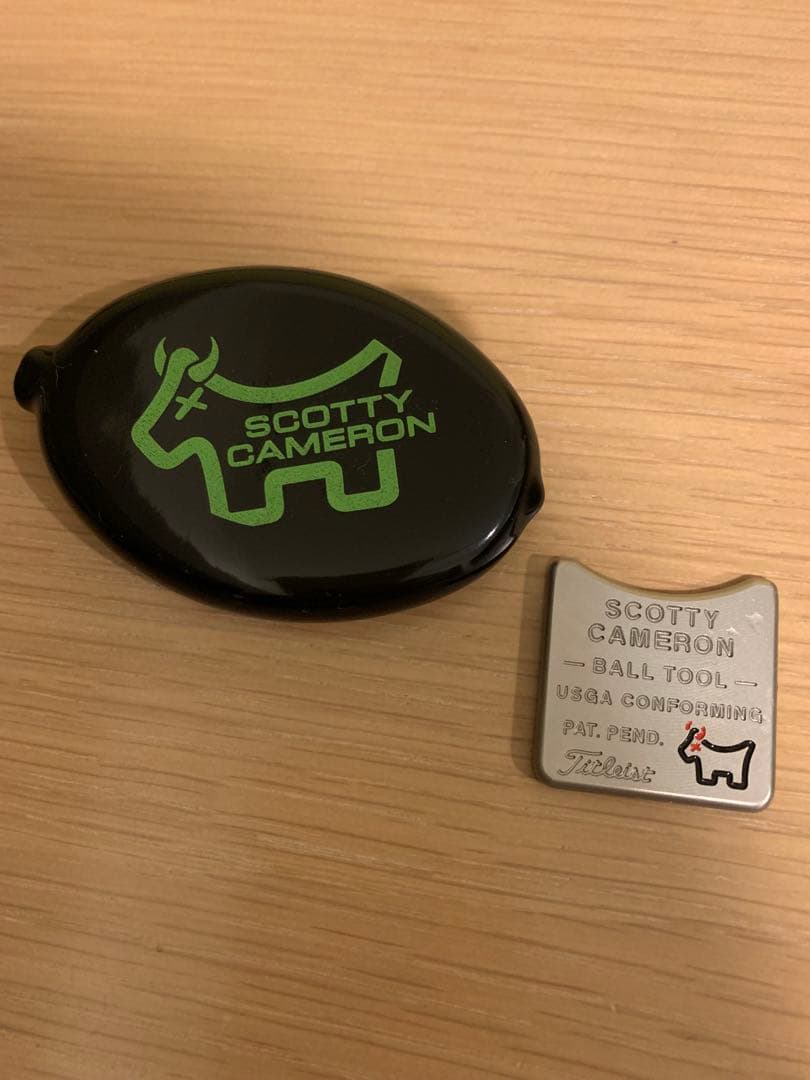 SCOTTY
CAMERON
SCOTTY
CAMERON
— BALL TOOL —
USGA CONFORMING
PAT. PEND.
Titleist